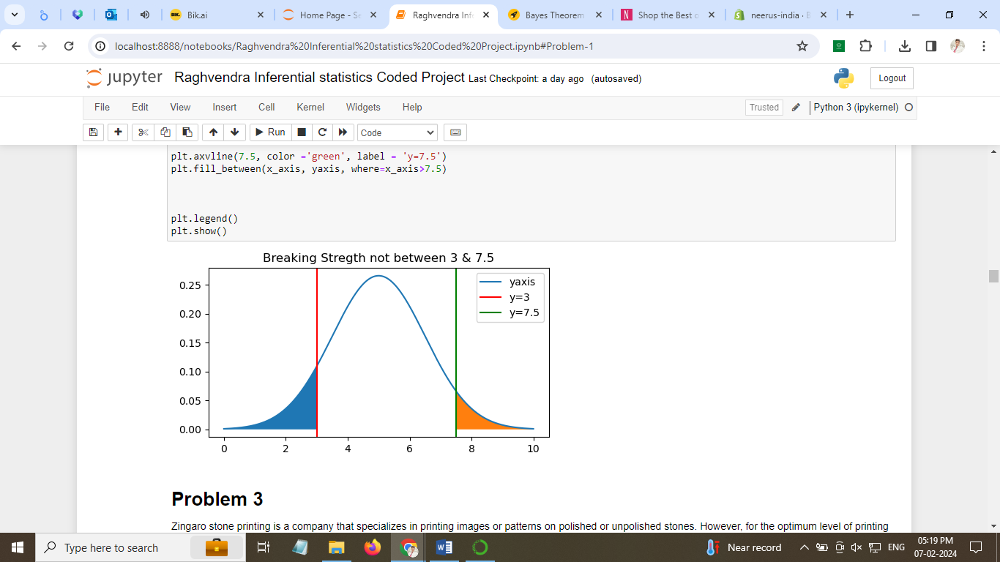 Bik.ai
Home Page - Se
Raghvendra Infe
Bayes Theorem
Shop the Best o
neerus-india · B
localhost:8888/notebooks/Raghvendra%20Inferential%20statistics%20Coded%20Project.ipynb#Problem-1
jupyter Raghvendra Inferential statistics Coded Project Last Checkpoint: a day ago (autosaved)
Logout
File Edit View Insert Cell Kernel Widgets Help
Trusted Python 3 (ipykernel)
Run Code
plt.axvline(7.5, color ='green', label = 'y=7.5')
plt.fill_between(x_axis, yaxis, where=x_axis>7.5)
plt.legend()
plt.show()
Breaking Stregth not between 3 & 7.5
0.25
0.20
0.15
0.10
0.05
0.00
0 2 4 6 8 10
yaxis
y=3
y=7.5
Problem 3
Zingaro stone printing is a company that specializes in printing images or patterns on polished or unpolished stones. However, for the optimum level of printing
Type here to search
Near record
ENG
05:19 PM
07-02-2024